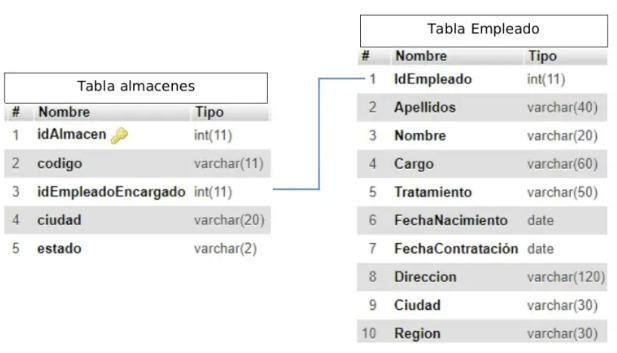 Tabla almacenes
# Nombre Tipo
1 idAlmacen int(11)
2 codigo varchar(11)
3 idEmpleadoEncargado int(11)
4 ciudad varchar(20)
5 estado varchar(2)
Tabla Empleado
# Nombre Tipo
1 IdEmpleado int(11)
2 Apellidos varchar(40)
3 Nombre varchar(20)
4 Cargo varchar(60)
5 Tratamiento varchar(50)
6 FechaNacimiento date
7 FechaContratación date
8 Direccion varchar(120)
9 Ciudad varchar(30)
10 Region varchar(30)